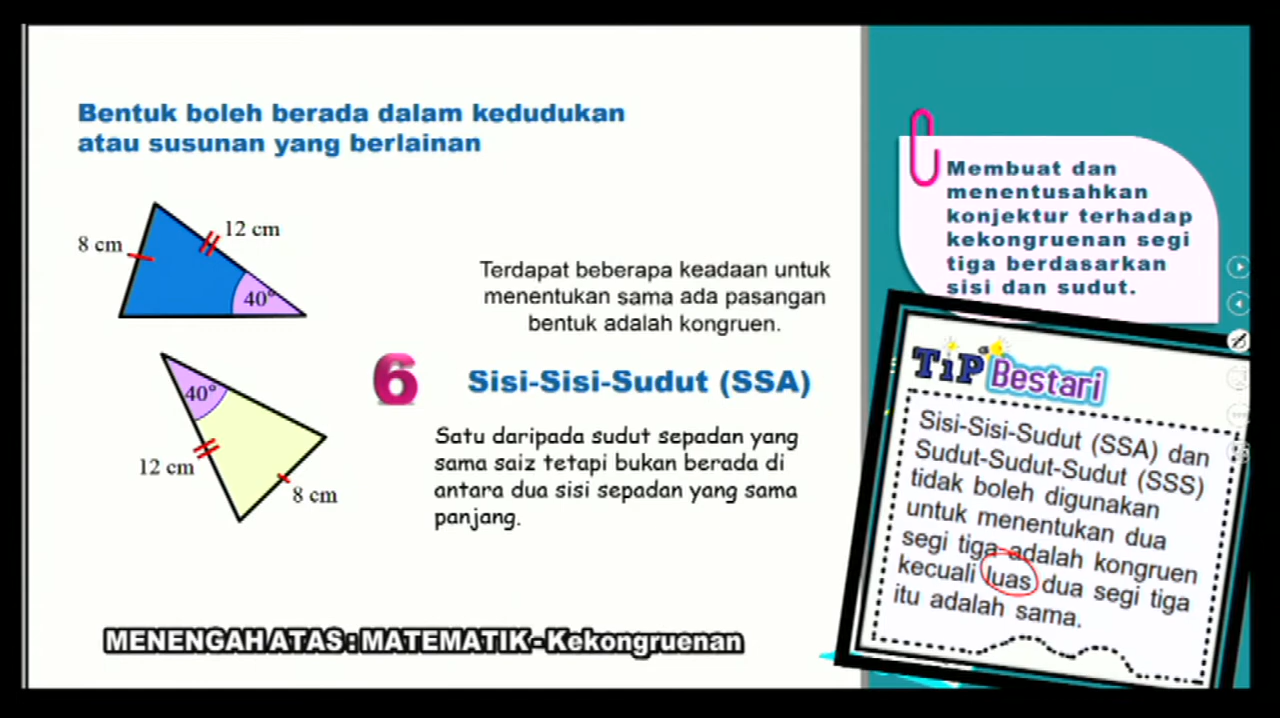 Bentuk boleh berada dalam kedudukan
atau susunan yang berlainan
8 cm
12 cm
40°
40°
12 cm
8 cm
Terdapat beberapa keadaan untuk
menentukan sama ada pasangan
bentuk adalah kongruen.
6
Sisi-Sisi-Sudut (SSA)
Satu daripada sudut sepadan yang
sama saiz tetapi bukan berada di
antara dua sisi sepadan yang sama
panjang.
MENENGAH ATAS : MATEMATIK - Kekongruenan
Membuat dan
menentusahkan
konjektur terhadap
kekongruenan segi
tiga berdasarkan
sisi dan sudut.
TiP Bestari
Sisi-Sisi-Sudut (SSA) dan
Sudut-Sudut-Sudut (SSS)
tidak boleh digunakan
untuk menentukan dua
segi tiga adalah kongruen
kecuali luas dua segi tiga
itu adalah sama.